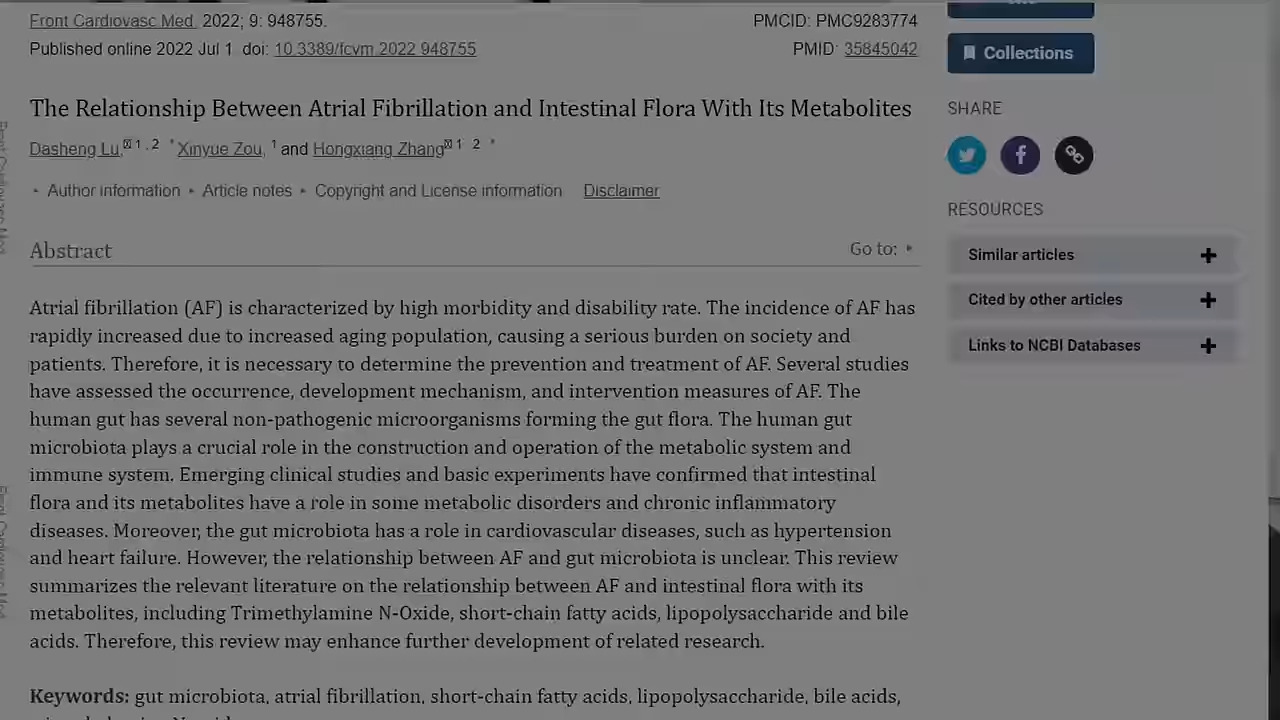 Front Cardiovasc Med. 2022; 9: 948755.
PMCID: PMC9283774
Published online 2022 Jul 1 doi: 10.3389/fcvm.2022.948755
PMID: 35845042
The Relationship Between Atrial Fibrillation and Intestinal Flora With Its Metabolites
Dasheng Lu, 1 , 2 , * Xinyue Zou, 1 and Hongxiang Zhang 1 2 *
• Author information • Article notes • Copyright and License information Disclaimer
Abstract
Go to:
Atrial fibrillation (AF) is characterized by high morbidity and disability rate. The incidence of AF has
rapidly increased due to increased aging population, causing a serious burden on society and
patients. Therefore, it is necessary to determine the prevention and treatment of AF. Several studies
have assessed the occurrence, development mechanism, and intervention measures of AF. The
human gut has several non-pathogenic microorganisms forming the gut flora. The human gut
microbiota plays a crucial role in the construction and operation of the metabolic system and
immune system. Emerging clinical studies and basic experiments have confirmed that intestinal
flora and its metabolites have a role in some metabolic disorders and chronic inflammatory
diseases. Moreover, the gut microbiota has a role in cardiovascular diseases, such as hypertension
and heart failure. However, the relationship between AF and gut microbiota is unclear. This review
summarizes the relevant literature on the relationship between AF and intestinal flora with its
metabolites, including Trimethylamine N-Oxide, short-chain fatty acids, lipopolysaccharide and bile
acids. Therefore, this review may enhance further development of related research.
Keywords: gut microbiota, atrial fibrillation, short-chain fatty acids, lipopolysaccharide, bile acids,
Collections
SHARE
RESOURCES
Similar articles +
Cited by other articles +
Links to NCBI Databases +